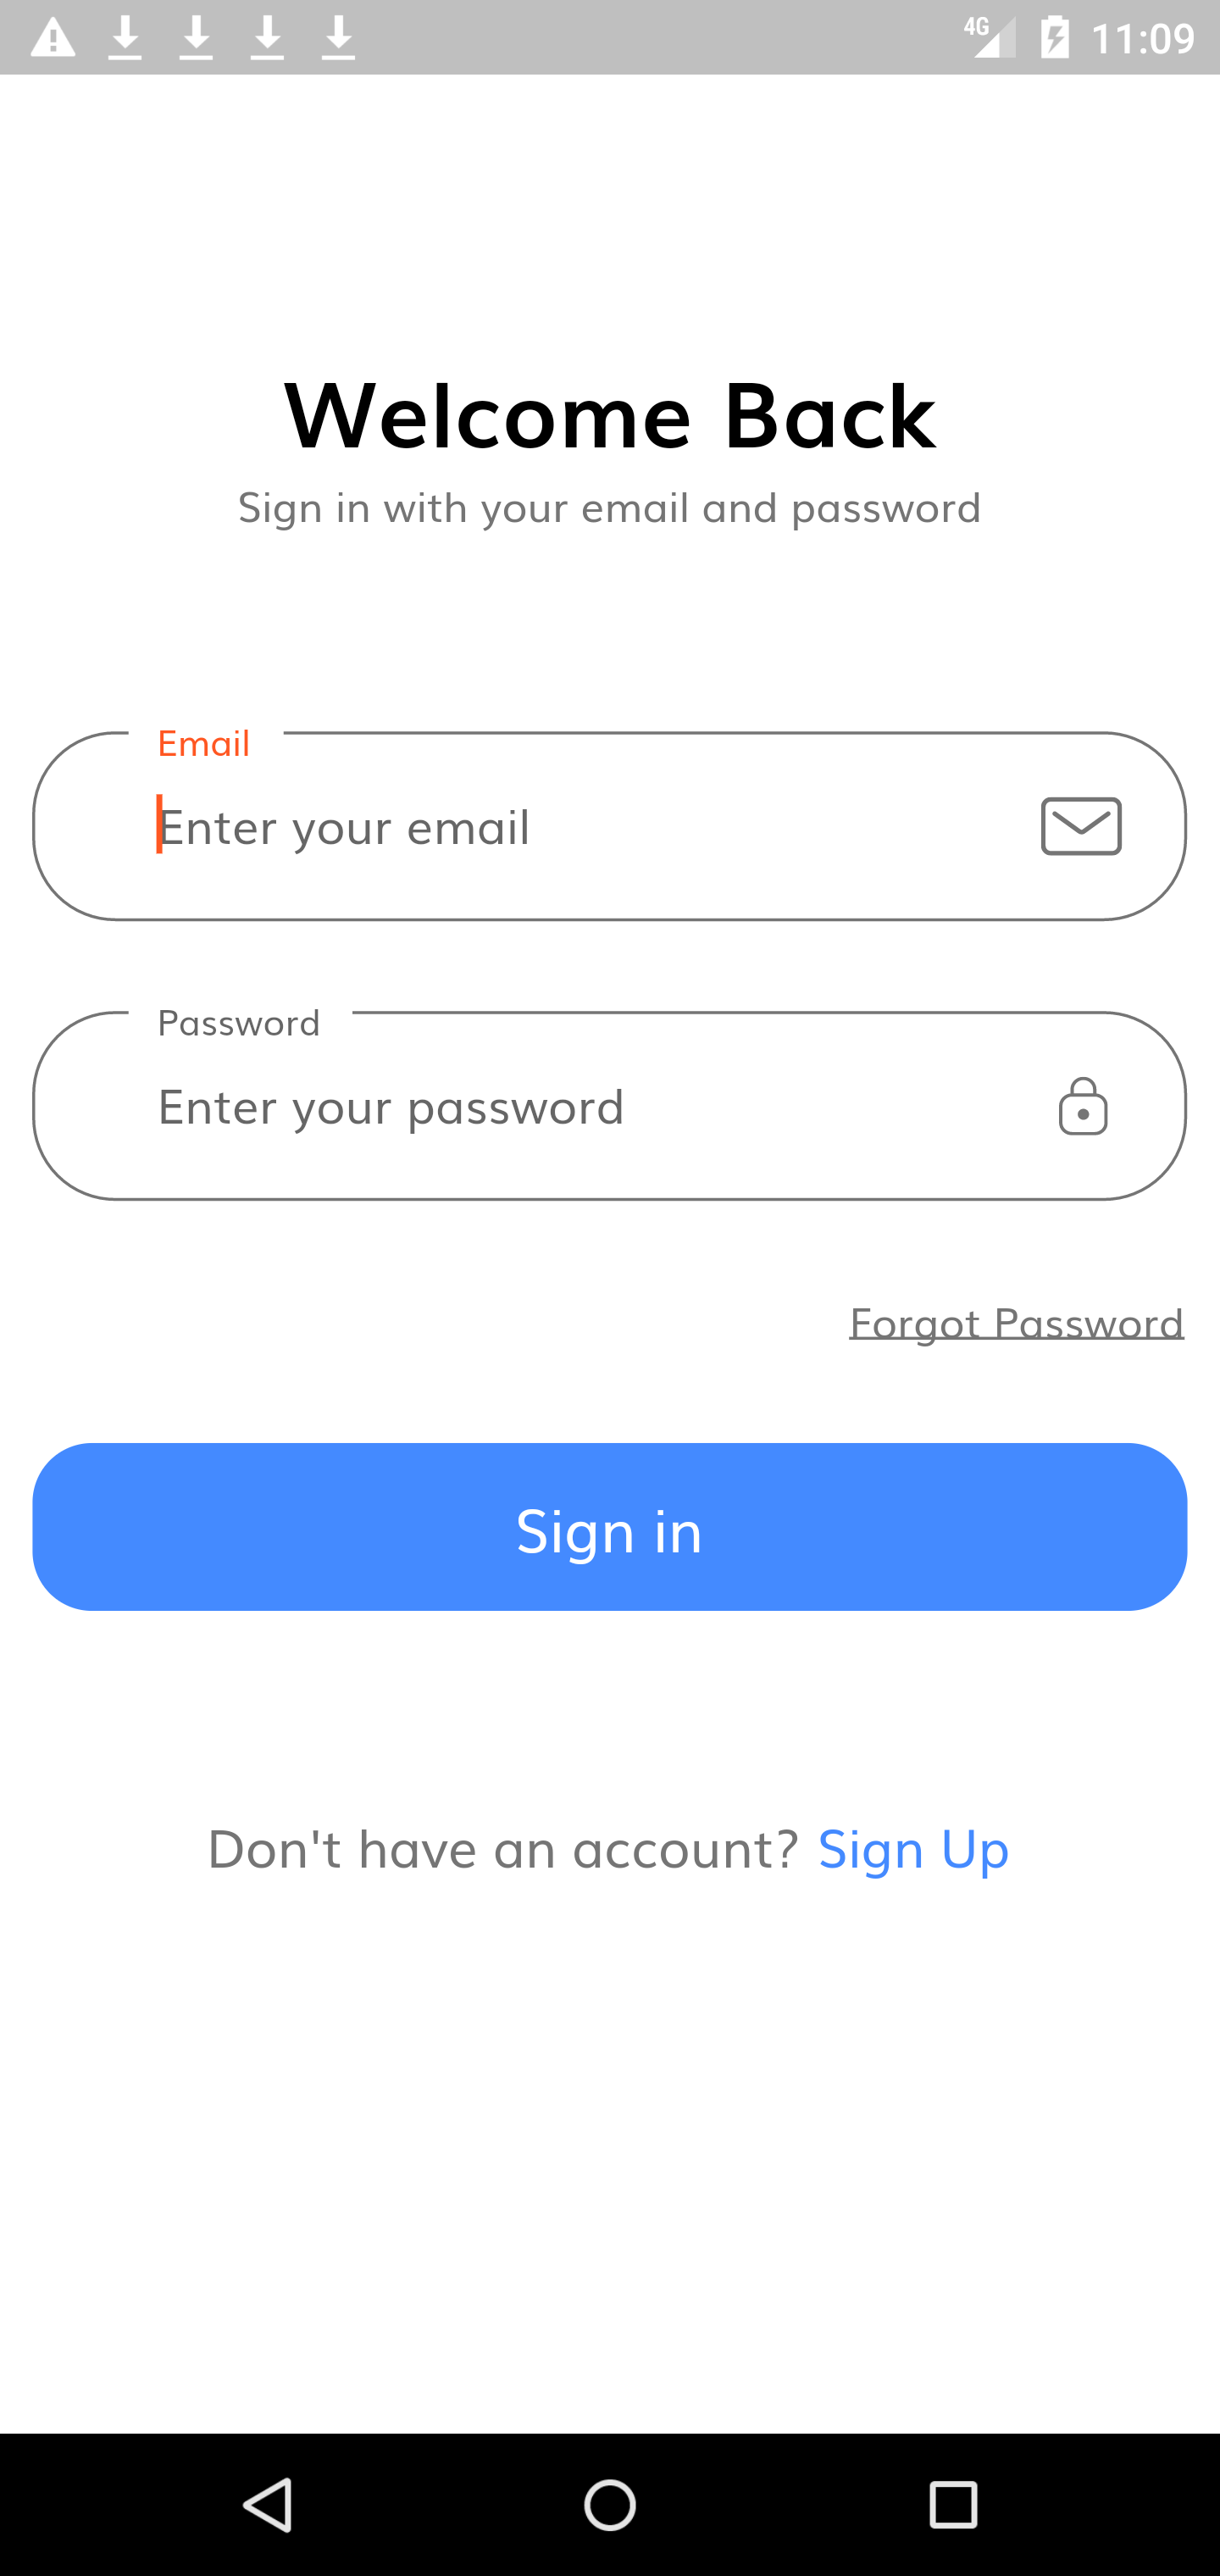 4G 11:09
Welcome Back
Sign in with your email and password
Email
Enter your email
Password
Enter your password
Forgot Password
Sign in
Don't have an account? Sign Up